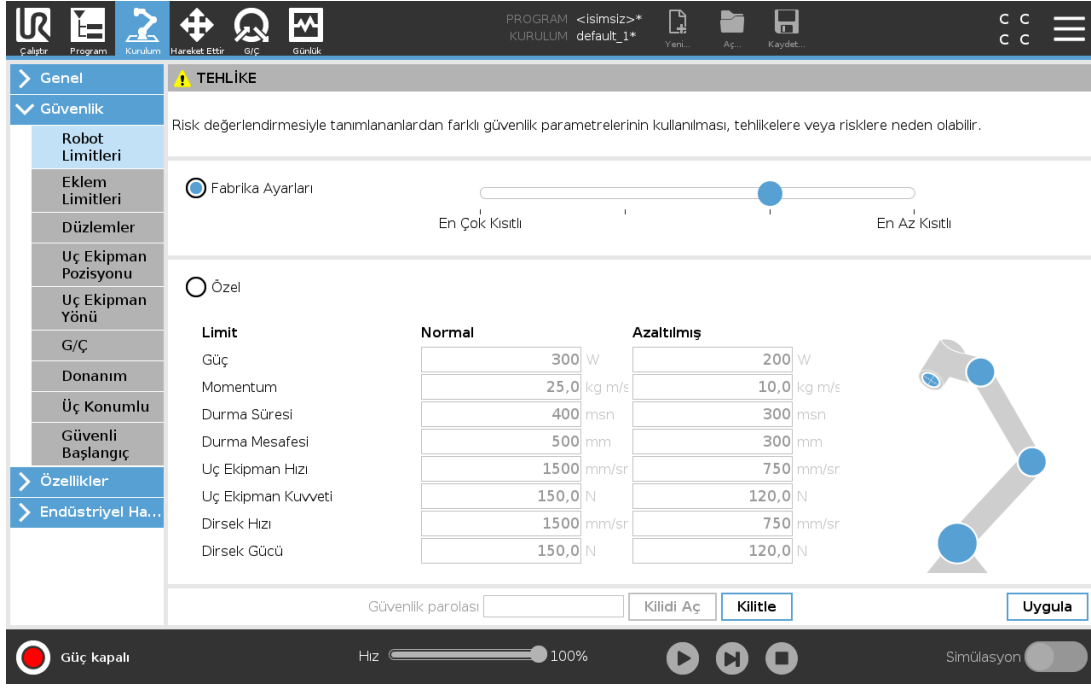 UR
PROGRAM <isimsiz>*
KURULUM default_1*
Çalıştır
Program
Kurulum
Hareket Ettir
G/Ç
Günlük
Yeni...
Aç...
Kaydet...
C C
C C
Genel
Güvenlik
Robot
Limitleri
Eklem
Limitleri
Düzlemler
Uç Ekipman
Pozisyonu
Uç Ekipman
Yönü
G/Ç
Donanım
Üç Konumlu
Güvenli
Başlangıç
Özellikler
Endüstriyel Ha...
TEHLİKE
Risk değerlendirmesiyle tanımlananlardan farklı güvenlik parametrelerinin kullanılması, tehlikelere veya risklere neden olabilir.
Fabrika Ayarları
En Çok Kısıtlı En Az Kısıtlı
Özel
Limit Normal Azaltılmış
Güç 300 W 200 W
Momentum 25,0 kg m/s 10,0 kg m/s
Durma Süresi 400 msn 300 msn
Durma Mesafesi 500 mm 300 mm
Uç Ekipman Hızı 1500 mm/sr 750 mm/sr
Uç Ekipman Kuvveti 150,0 N 120,0 N
Dirsek Hızı 1500 mm/sr 750 mm/sr
Dirsek Gücü 150,0 N 120,0 N
Güvenlik parolası Kilidi Aç Kilitle Uygula
Güç kapalı Hız 100% Simülasyon